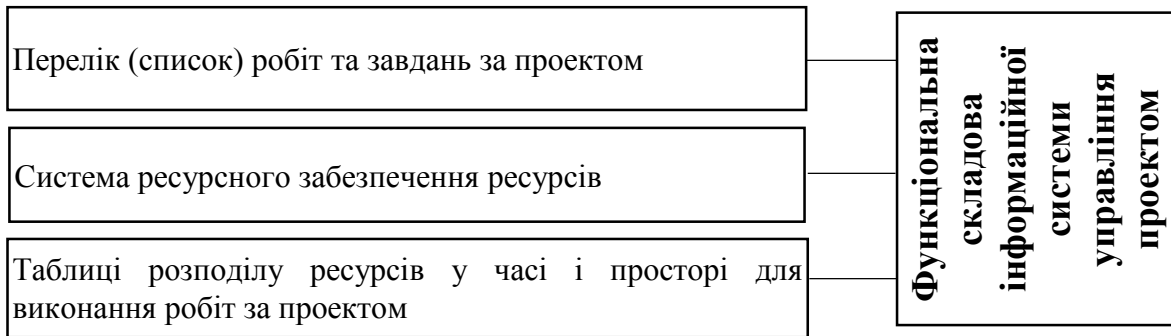 Перелік (список) робіт та завдань за проектом
Система ресурсного забезпечення ресурсів
Таблиці розподілу ресурсів у часі і просторі для
виконання робіт за проектом
Функціональна
складова
інформаційної
системи
управління
проектом